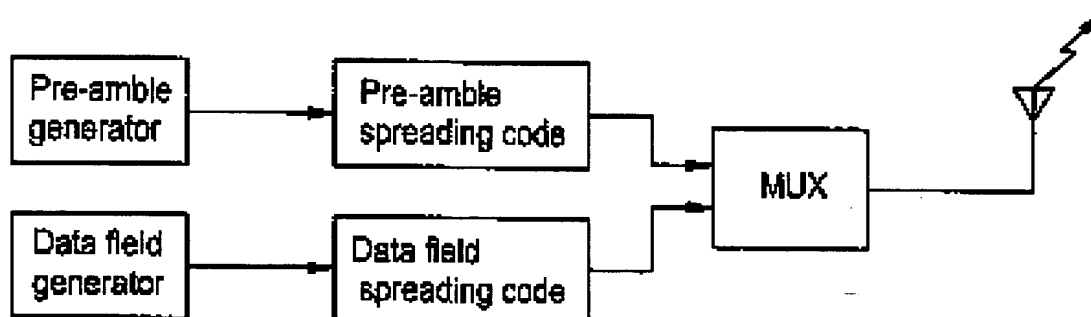 Pre-amble
generator
Pre-amble
spreading code
MUX
Data field
generator
Data field
spreading code